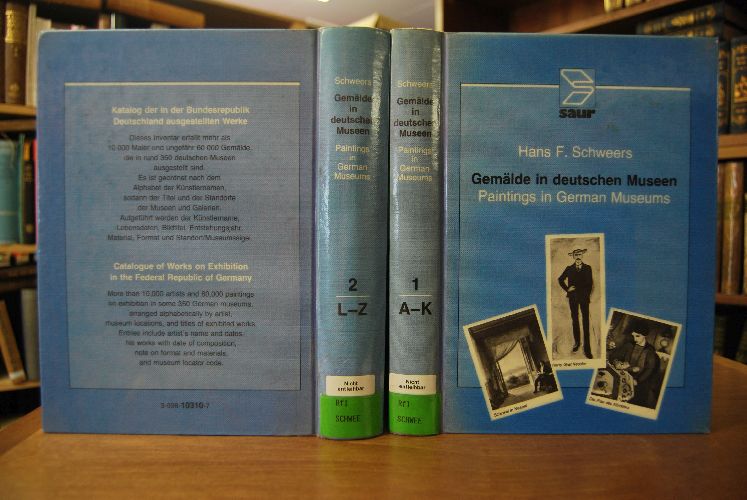 Katalog der in der Bundesrepublik
Deutschland ausgestellten Werke
Dieses Inventar erfaßt mehr als
10 000 Maler und ungefähr 60 000 Gemälde,
die in rund 350 deutschen Museen
ausgestellt sind.
Es ist geordnet nach dem
Alphabet der Künstlernamen,
sodann der Titel und der Standorte
der Museen und Galerien.
Aufgeführt werden der Künstlername,
Lebensdaten, Bildtitel, Entstehungsjahr,
Material, Format und Standort/Museumssigel.
Catalogue of Works on Exhibition
in the Federal Republic of Germany
More than 10,000 artists and 60,000 paintings
on exhibition in some 350 German museums,
arranged alphabetically by artist,
museum locations, and titles of exhibited works.
Entries include artist's name and dates,
his works with date of composition,
note on format and materials,
and museum locator code.
3-598-10310-7
Schweers
Gemälde
in
deutschen
Museen
Paintings
in
German
Museums
2
L–Z
Nicht
entleihbar
Rf1
SCHWEE
Schweers
Gemälde
in
deutschen
Museen
Paintings
in
German
Museums
1
A–K
Nicht
entleihbar
Rf1
SCHWEE
saur
Hans F. Schweers
Gemälde in deutschen Museen
Paintings in German Museums
Harry Graf Kessler